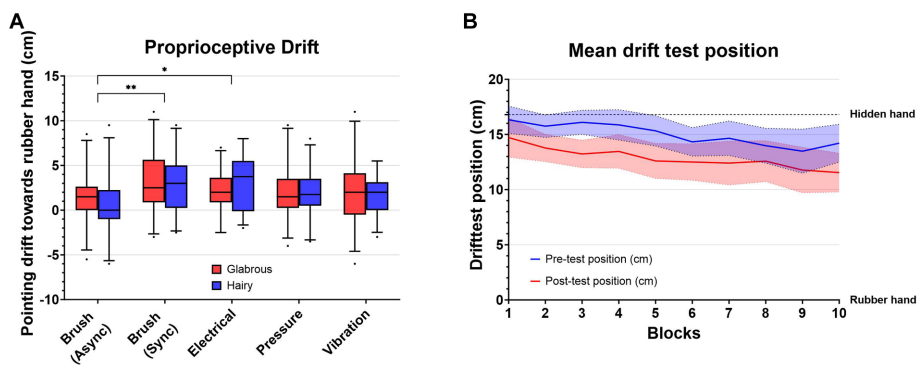 A
Proprioceptive Drift
Pointing drift towards rubber hand (cm)
15
10
5
0
-5
-10
*
**
Glabrous
Hairy
Brush
(Async)
Brush
(Sync)
Electrical
Pressure
Vibration
B
Mean drift test position
Drifttest position (cm)
20
15
10
5
0
Hidden hand
Pre-test position (cm)
Post-test position (cm)
Rubber hand
1 2 3 4 5 6 7 8 9 10
Blocks